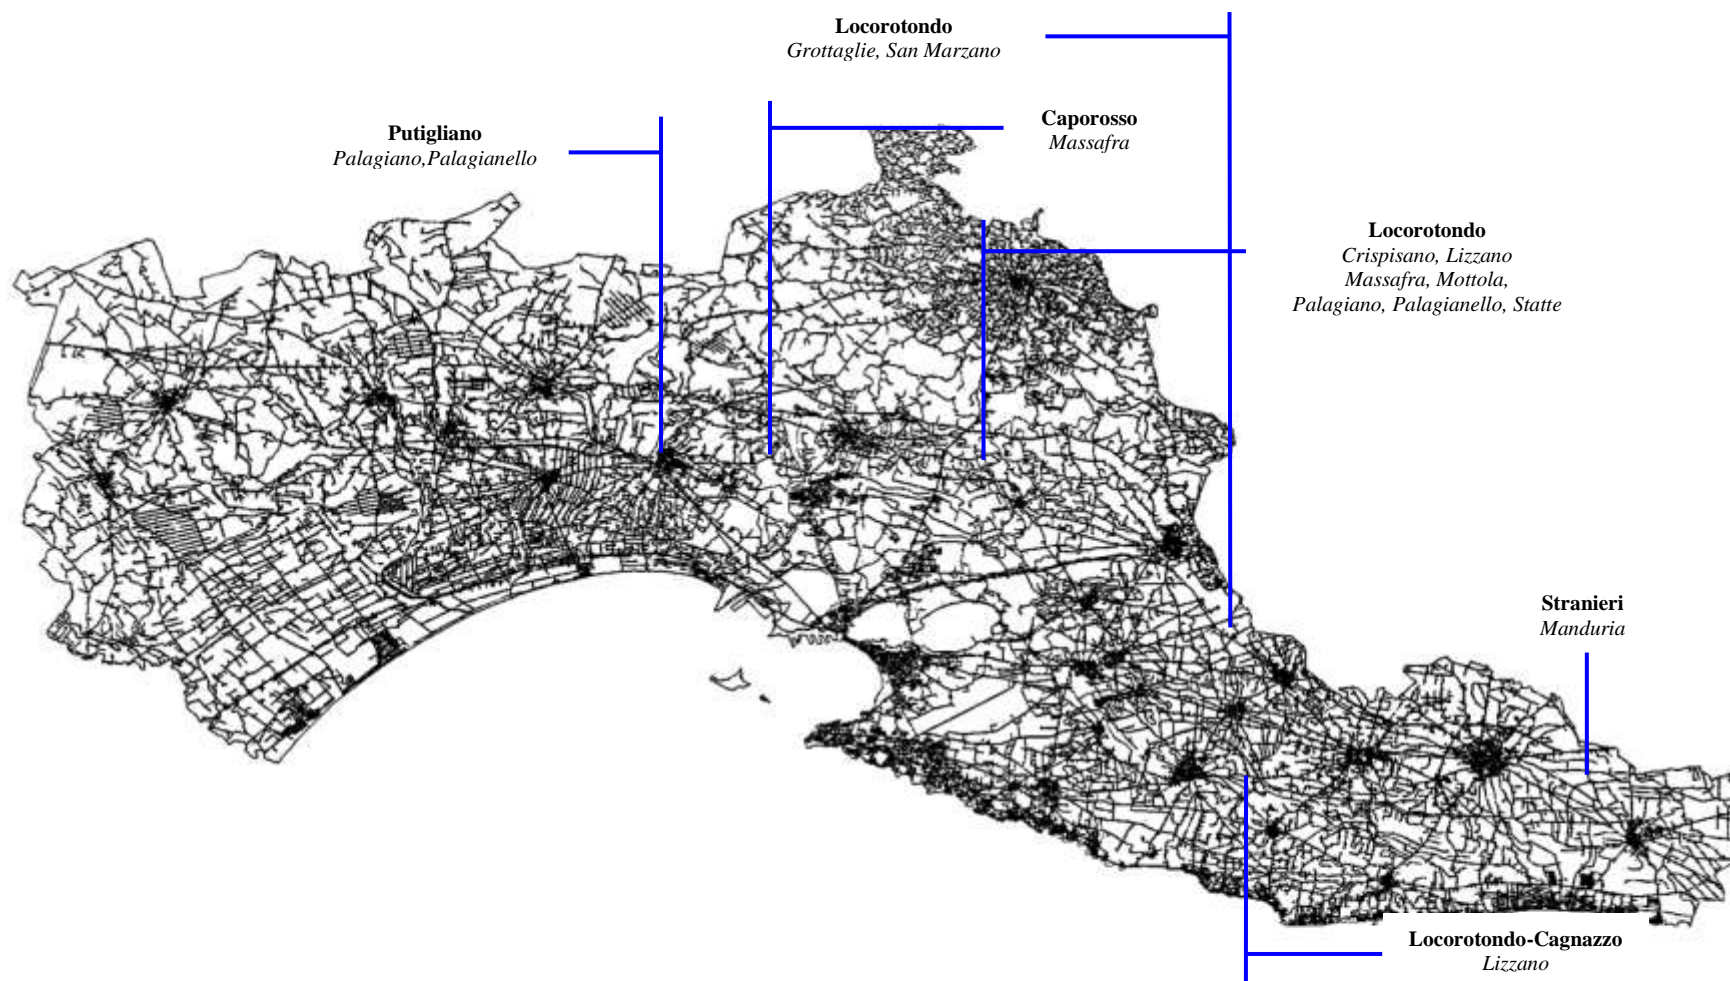 Locorotondo
Grottaglie, San Marzano
Caporosso
Massafra
Putigliano
Palagiano,Palagianello
Locorotondo
Crispisano, Lizzano
Massafra, Mottola,
Palagiano, Palagianello, Statte
Stranieri
Manduria
Locorotondo-Cagnazzo
Lizzano